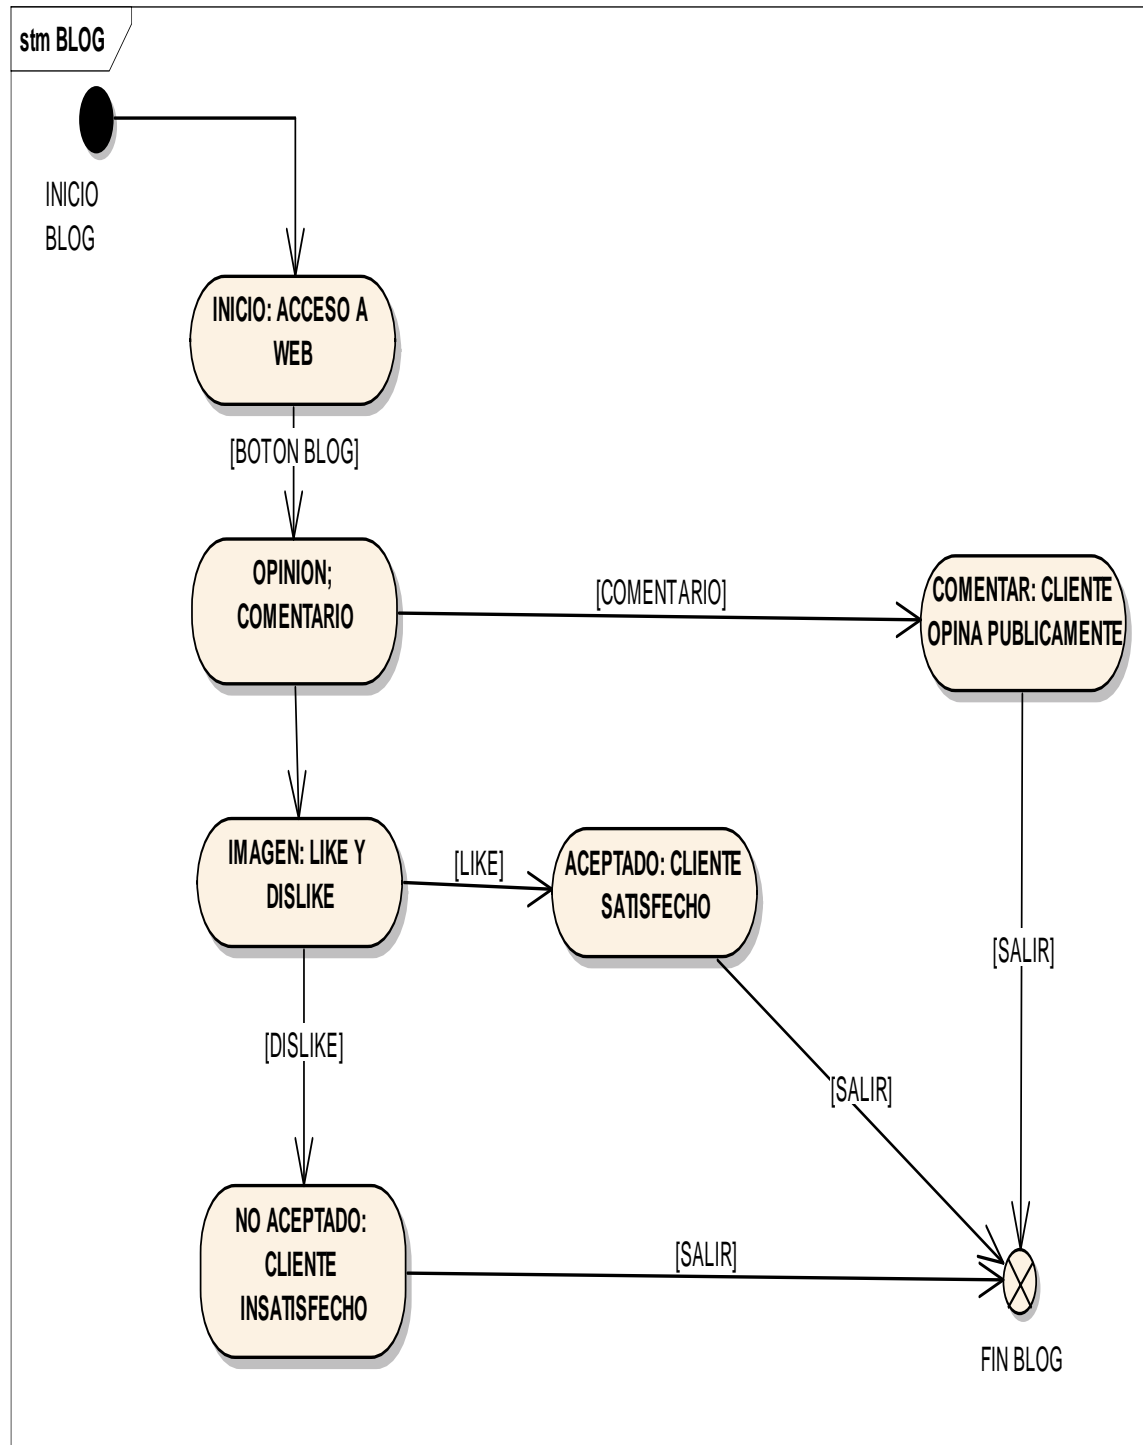 stm BLOG
INICIO
BLOG
INICIO: ACCESO A
WEB
[BOTON BLOG]
OPINION;
COMENTARIO
[COMENTARIO]
COMENTAR: CLIENTE
OPINA PUBLICAMENTE
IMAGEN: LIKE Y
DISLIKE
[LIKE]
ACEPTADO: CLIENTE
SATISFECHO
[SALIR]
[DISLIKE]
[SALIR]
NO ACEPTADO:
CLIENTE
INSATISFECHO
[SALIR]
FIN BLOG